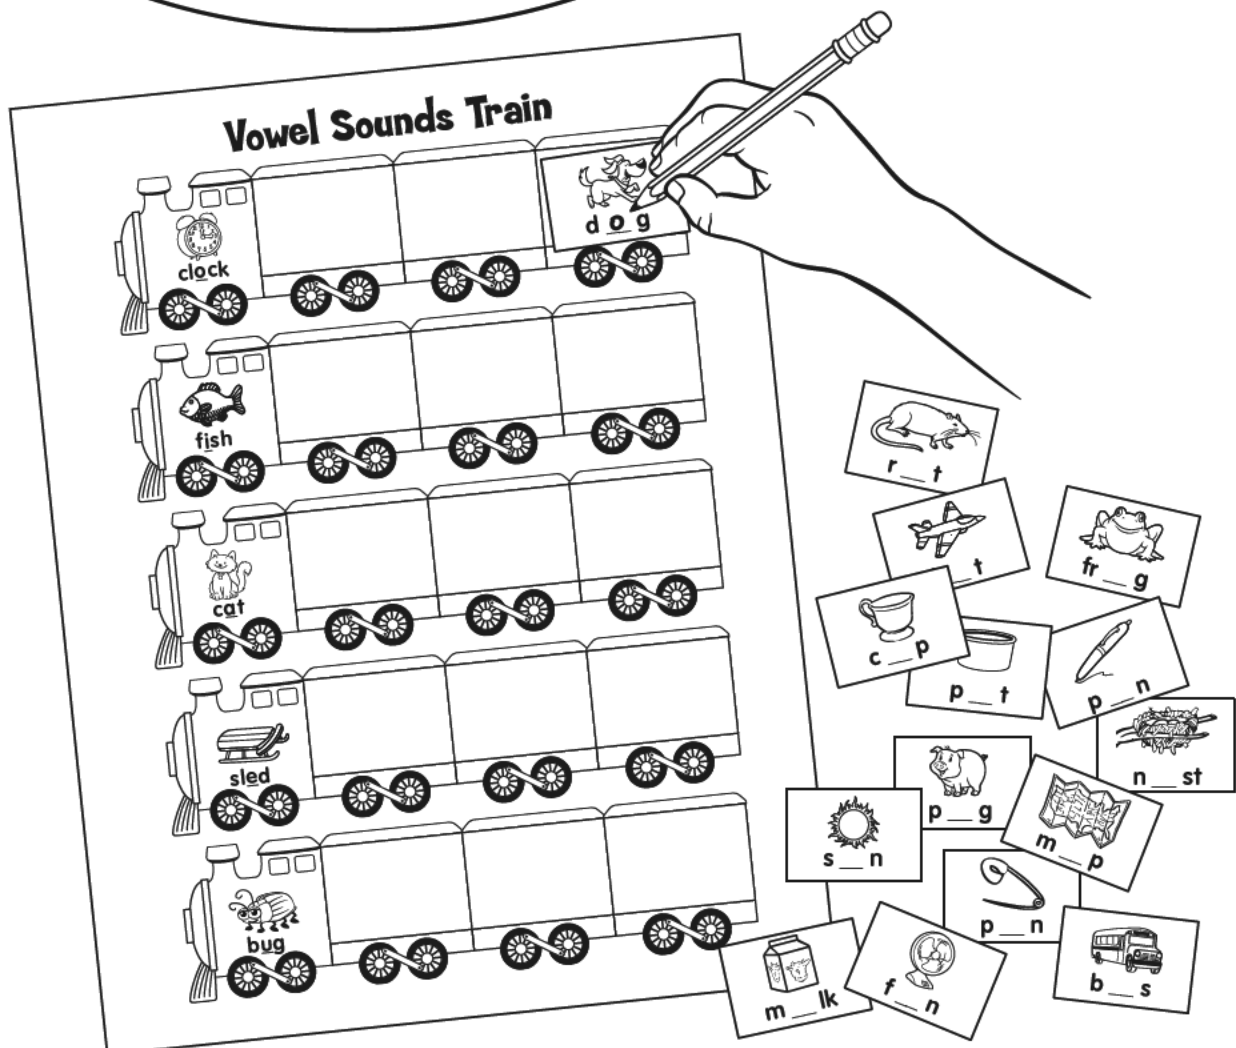 Vowel Sounds Train
clock
d o g
fish
cat
sled
bug
r __ t
__ t
fr __ g
c __ p
p __ t
p __ n
n __ st
p __ g
m __ p
s __ n
p __ n
b __ s
f __ n
m __ lk